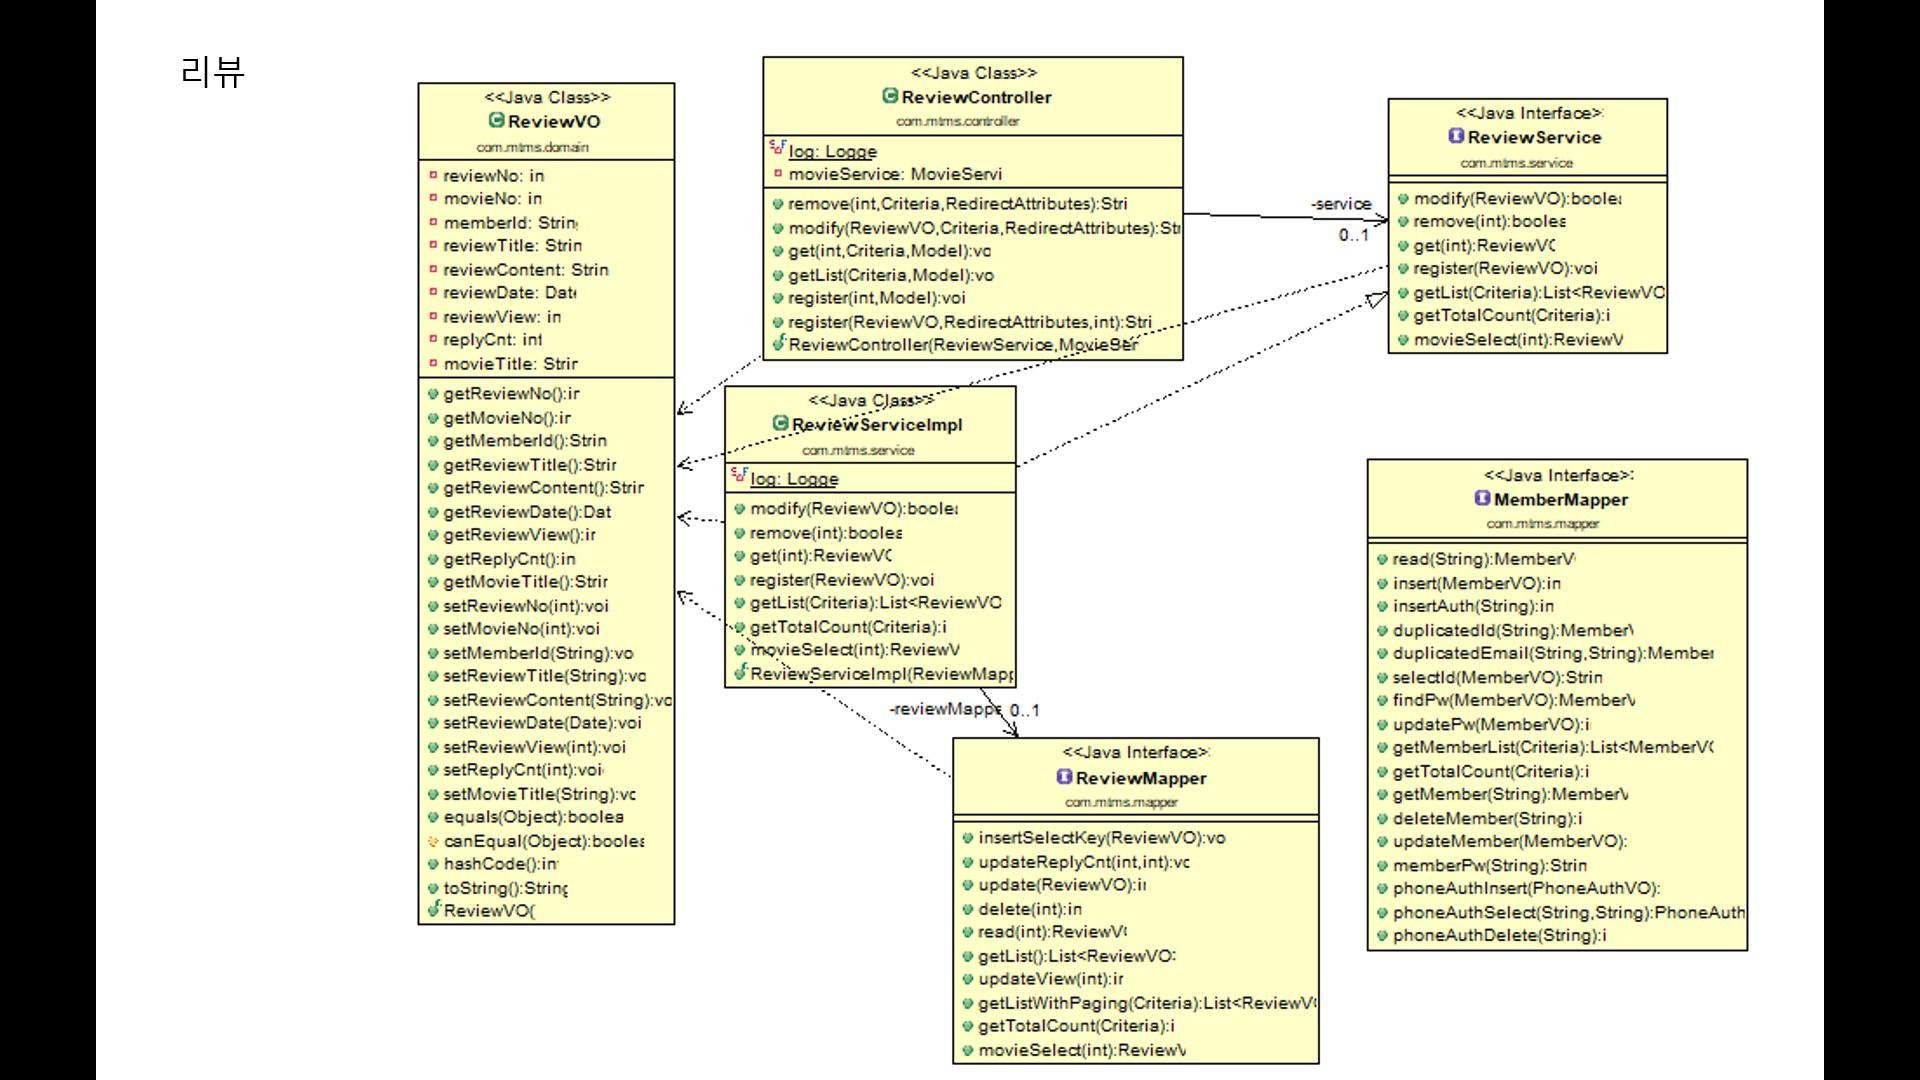 리뷰
<<Java Class>>
ReviewVO
com.mtms.domain
reviewNo: in
movieNo: in
memberId: String
reviewTitle: Strin
reviewContent: Strin
reviewDate: Date
reviewView: in
replyCnt: int
movieTitle: Strin
getReviewNo():ir
getMovieNo():ir
getMemberId():Strin
getReviewTitle():Strir
getReviewContent():Strir
getReviewDate():Dat
getReviewView():ir
getReplyCnt():in
getMovieTitle():Strir
setReviewNo(int):voi
setMovieNo(int):voi
setMemberId(String):vo
setReviewTitle(String):vo
setReviewContent(String):vo
setReviewDate(Date):voi
setReviewView(int):voi
setReplyCnt(int):voi
setMovieTitle(String):vc
equals(Object):boolea
canEqual(Object):boolea
hashCode():in
toString():String
ReviewVO(
<<Java Class>>
ReviewController
com.mtms.controller
log: Logge
movieService: MovieServi
remove(int,Criteria,RedirectAttributes):Stri
modify(ReviewVO,Criteria,RedirectAttributes):Str
get(int,Criteria,Model):vo
getList(Criteria,Model):vo
register(int,Model):voi
register(ReviewVO,RedirectAttributes,int):Stri
ReviewController(ReviewService,MovieSer
-service
0..1
<<Java Interface>>
ReviewService
com.mtms.service
modify(ReviewVO):boolea
remove(int):boolea
get(int):ReviewVO
register(ReviewVO):voi
getList(Criteria):List<ReviewVO
getTotalCount(Criteria):i
movieSelect(int):ReviewV
<<Java Class>>
ReviewServiceImpl
com.mtms.service
log: Logge
modify(ReviewVO):boolea
remove(int):boolea
get(int):ReviewVO
register(ReviewVO):voi
getList(Criteria):List<ReviewVO
getTotalCount(Criteria):i
movieSelect(int):ReviewV
ReviewServiceImpl(ReviewMapp
-reviewMappe 0..1
<<Java Interface>>
ReviewMapper
com.mtms.mapper
insertSelectKey(ReviewVO):vo
updateReplyCnt(int,int):vo
update(ReviewVO):in
delete(int):in
read(int):ReviewV
getList():List<ReviewVO>
updateView(int):ir
getListWithPaging(Criteria):List<ReviewV
getTotalCount(Criteria):i
movieSelect(int):ReviewV
<<Java Interface>>
MemberMapper
com.mtms.mapper
read(String):MemberV
insert(MemberVO):in
insertAuth(String):in
duplicatedId(String):MemberV
duplicatedEmail(String,String):Member
selectId(MemberVO):Strin
findPw(MemberVO):MemberV
updatePw(MemberVO):i
getMemberList(Criteria):List<MemberVO
getTotalCount(Criteria):i
getMember(String):MemberV
deleteMember(String):i
updateMember(MemberVO):
memberPw(String):Strin
phoneAuthInsert(PhoneAuthVO):
phoneAuthSelect(String,String):PhoneAuth
phoneAuthDelete(String):i